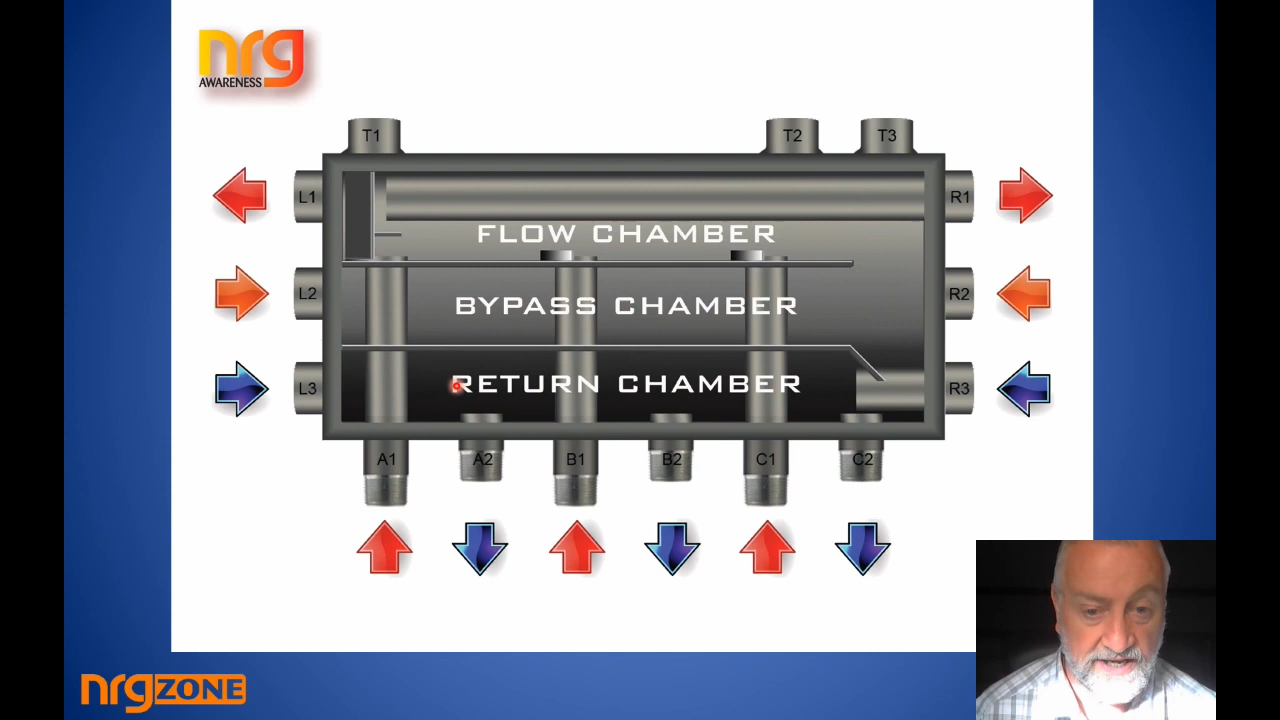 nrg
AWARENESS
T1
T2
T3
L1
R1
FLOW CHAMBER
L2
BYPASS CHAMBER
R2
L3
RETURN CHAMBER
R3
A1
A2
B1
B2
C1
C2
nrgZONE